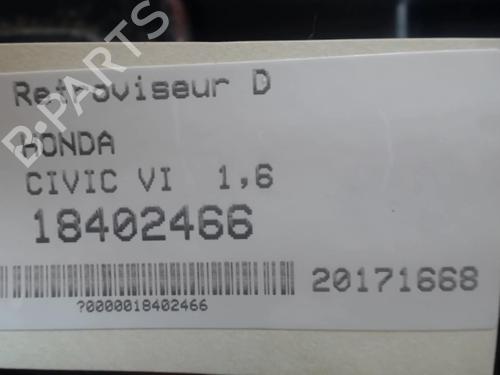 Retroviseur D
HONDA
CIVIC VI 1,6
18402466
20171668
?0000018402466
B-PARTS